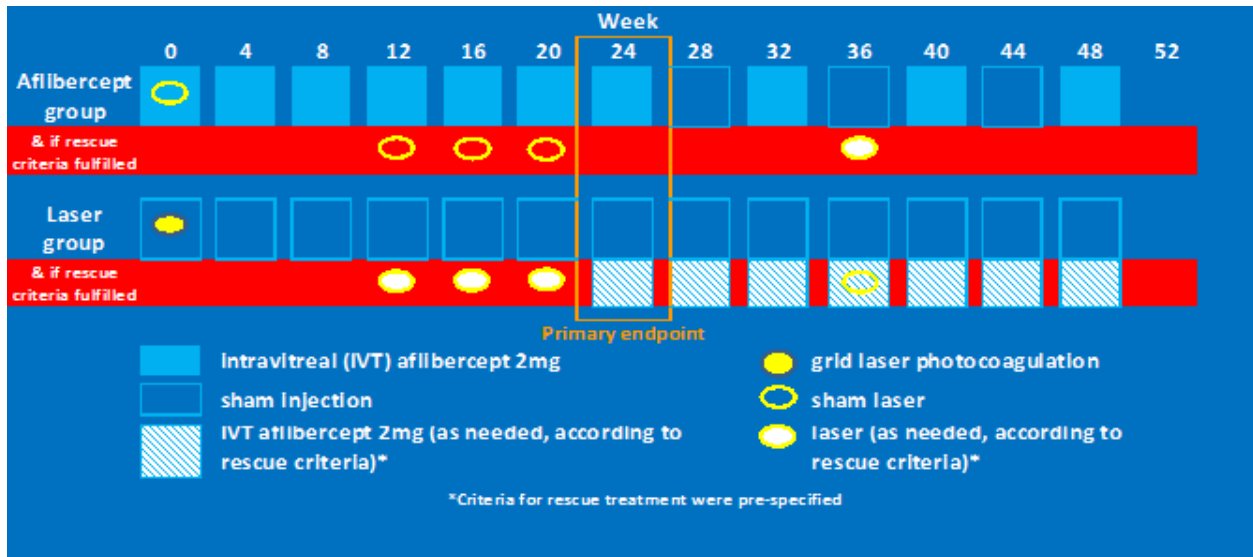 Week
0 4 8 12 16 20 24 28 32 36 40 44 48 52
Aflibercept
group
& if rescue
criteria fulfilled
Laser
group
& if rescue
criteria fulfilled
Primary endpoint
intravitreal (IVT) aflibercept 2mg
sham injection
IVT aflibercept 2mg (as needed, according to
rescue criteria)*
grid laser photocoagulation
sham laser
laser (as needed, according to
rescue criteria)*
*Criteria for rescue treatment were pre-specified